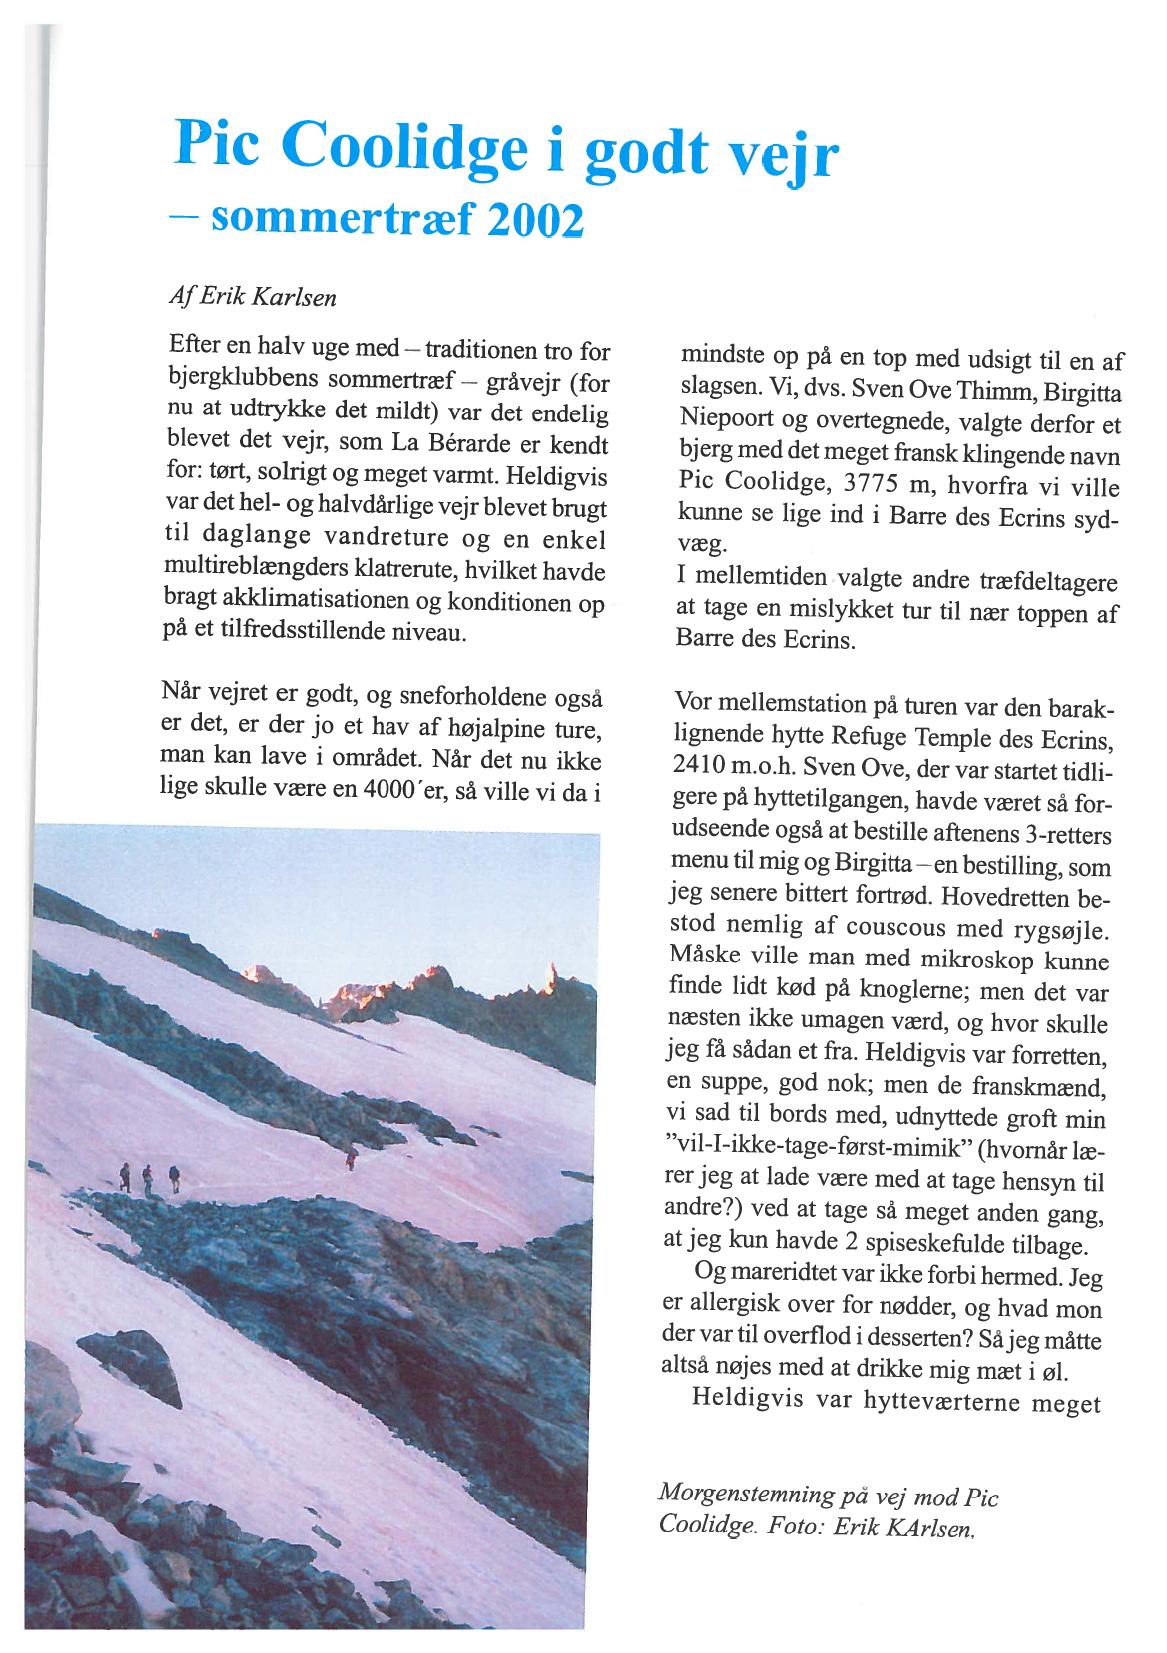 Pic Coolidge i godt vejr
– sommertræf 2002
Af Erik Karlsen
Efter en halv uge med – traditionen tro for
bjergklubbens sommertræf – gråvejr (for
nu at udtrykke det mildt) var det endelig
blevet det vejr, som La Bérarde er kendt
for: tørt, solrigt og meget varmt. Heldigvis
var det hel- og halvdårlige vejr blevet brugt
til daglange vandreture og en enkel
multireblængders klatrerute, hvilket havde
bragt akklimatisationen og konditionen op
på et tilfredsstillende niveau.
Når vejret er godt, og sneforholdene også
er det, er der jo et hav af højalpine ture,
man kan lave i området. Når det nu ikke
lige skulle være en 4000´er, så ville vi da i
mindste op på en top med udsigt til en af
slagsen. Vi, dvs. Sven Ove Thimm, Birgitta
Niepoort og overtegnede, valgte derfor et
bjerg med det meget fransk klingende navn
Pic Coolidge, 3775 m, hvorfra vi ville
kunne se lige ind i Barre des Ecrins syd-
væg.
I mellemtiden valgte andre træfdeltagere
at tage en mislykket tur til nær toppen af
Barre des Ecrins.
Vor mellemstation på turen var den barak-
lignende hytte Refuge Temple des Ecrins,
2410 m.o.h. Sven Ove, der var startet tidli-
gere på hyttetilgangen, havde været så for-
udseende også at bestille aftenens 3-retters
menu til mig og Birgitta – en bestilling, som
jeg senere bittert fortrød. Hovedretten be-
stod nemlig af couscous med rygsøjle.
Måske ville man med mikroskop kunne
finde lidt kød på knoglerne; men det var
næsten ikke umagen værd, og hvor skulle
jeg få sådan et fra. Heldigvis var forretten,
en suppe, god nok; men de franskmænd,
vi sad til bords med, udnyttede groft min
”vil-I-ikke-tage-først-mimik” (hvornår læ-
rer jeg at lade være med at tage hensyn til
andre?) ved at tage så meget anden gang,
at jeg kun havde 2 spiseskefulde tilbage.
Og mareridtet var ikke forbi hermed. Jeg
er allergisk over for nødder, og hvad mon
der var til overflod i desserten? Så jeg måtte
altså nøjes med at drikke mig mæt i øl.
Heldigvis var hytteværterne meget
Morgenstemning på vej mod Pic
Coolidge. Foto: Erik KArlsen.